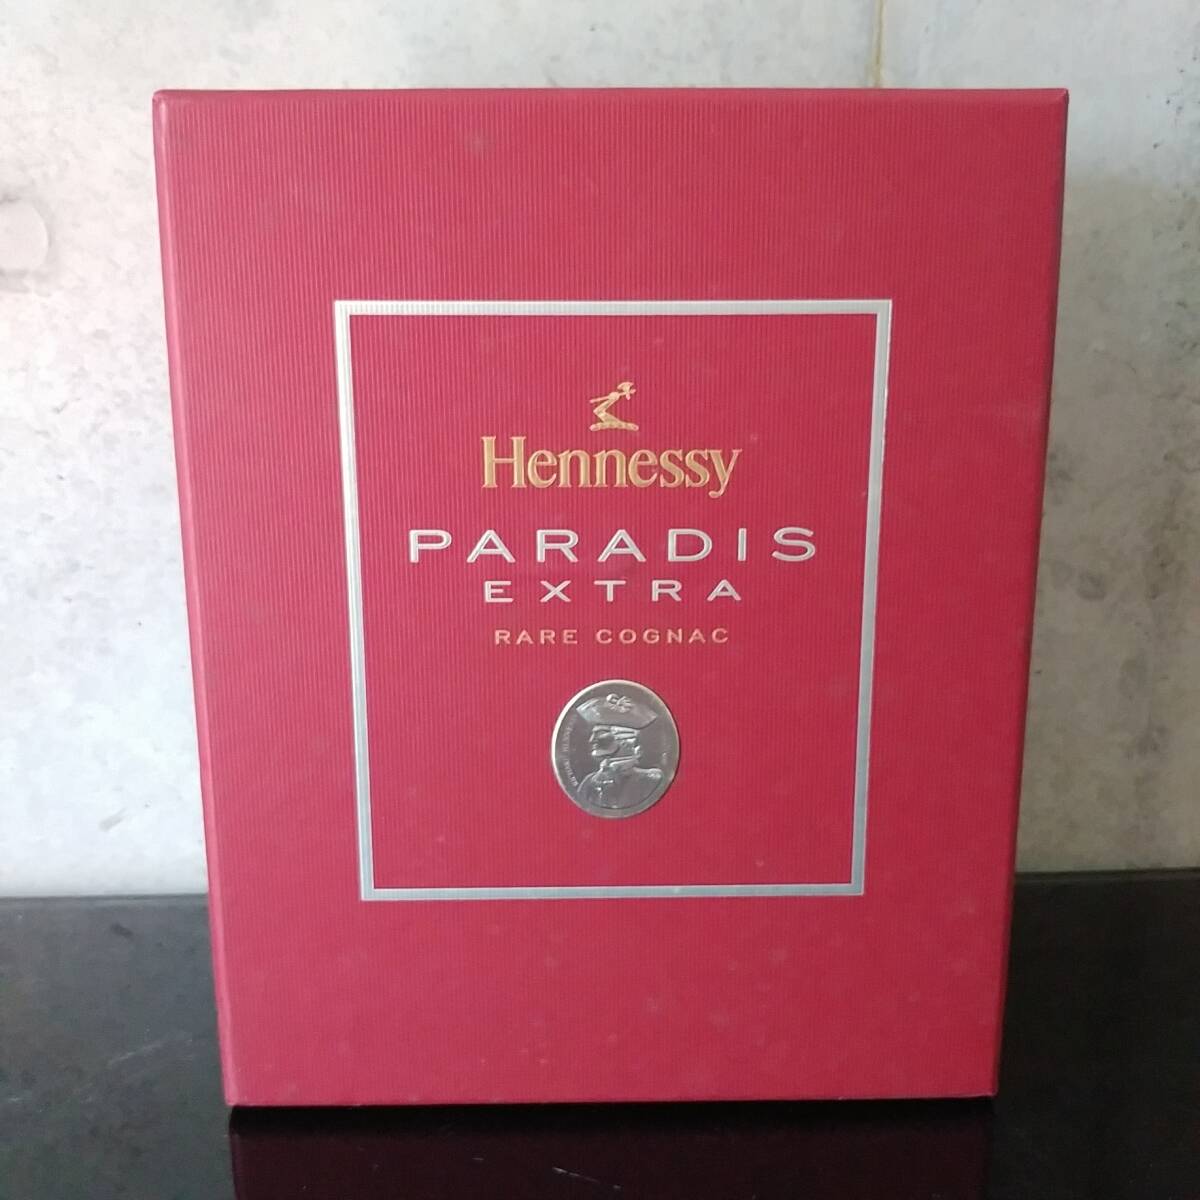 Hennessy
PARADIS
EXTRA
RARE COGNAC